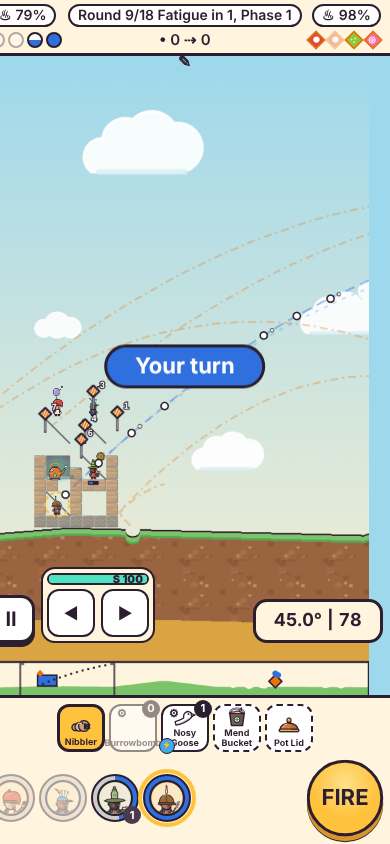 79%
Round 9/18 Fatigue in 1, Phase 1
98%
• 0 ⇢ 0
3
1
6
Your turn
S 100
45.0° | 78
0
1
Nibbler
Burrowbomb
Nosy Goose
Mend Bucket
Pot Lid
1
FIRE